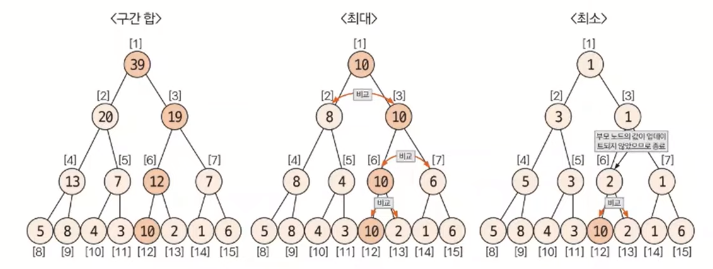 <구간 합> <최대> <최소>
[1] [1] [1]
39 10 1
[2] [3] [2] 비교 [3] [2] [3]
20 19 8 10 3 1
부모 노드의 값이 업데이
트되지 않았으므로 종료
[4] [5] [6] [7] [4] [5] [6] 비교 [7] [4] [5] [6] [7]
13 7 12 7 8 4 10 6 5 3 2 1
비교 비교
5 8 4 3 10 2 1 6 5 8 4 3 10 2 1 6 5 8 4 3 10 2 1 6
[8] [9] [10] [11] [12] [13] [14] [15] [8] [9] [10] [11] [12] [13] [14] [15] [8] [9] [10] [11] [12] [13] [14] [15]